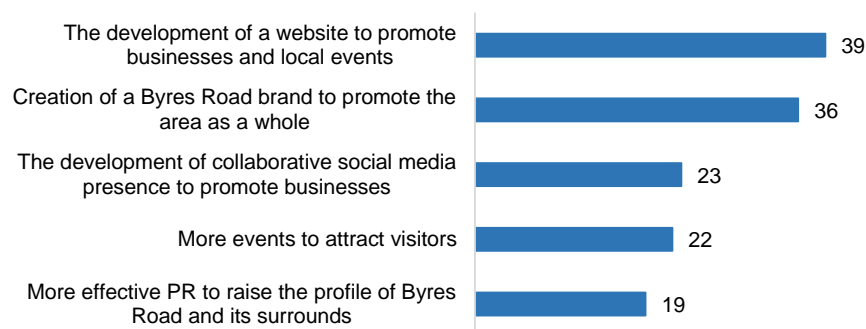 The development of a website to promote
businesses and local events
39
Creation of a Byres Road brand to promote the
area as a whole
36
The development of collaborative social media
presence to promote businesses
23
More events to attract visitors
22
More effective PR to raise the profile of Byres
Road and its surrounds
19